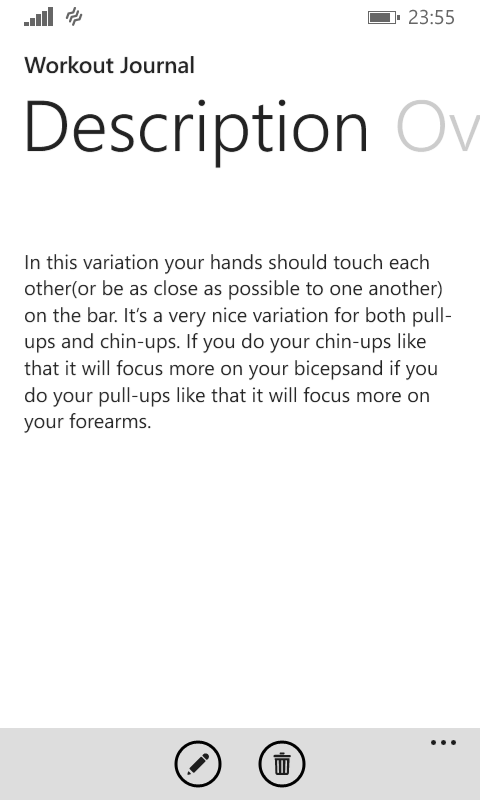 23:55
Workout Journal
Description Ov
In this variation your hands should touch each
other(or be as close as possible to one another)
on the bar. It's a very nice variation for both pull-
ups and chin-ups. If you do your chin-ups like
that it will focus more on your bicepsand if you
do your pull-ups like that it will focus more on
your forearms.